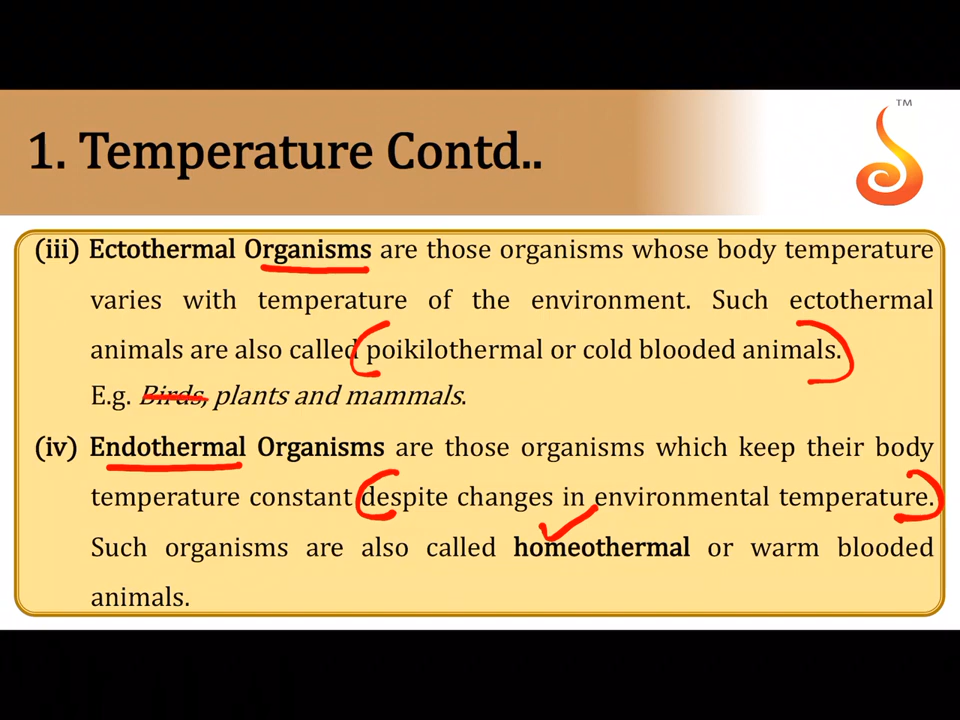 TM
1. Temperature Contd..
(iii) Ectothermal Organisms are those organisms whose body temperature
varies with temperature of the environment. Such ectothermal
animals are also called poikilothermal or cold blooded animals.
E.g. Birds, plants and mammals.
(iv) Endothermal Organisms are those organisms which keep their body
temperature constant despite changes in environmental temperature.
Such organisms are also called homeothermal or warm blooded
animals.